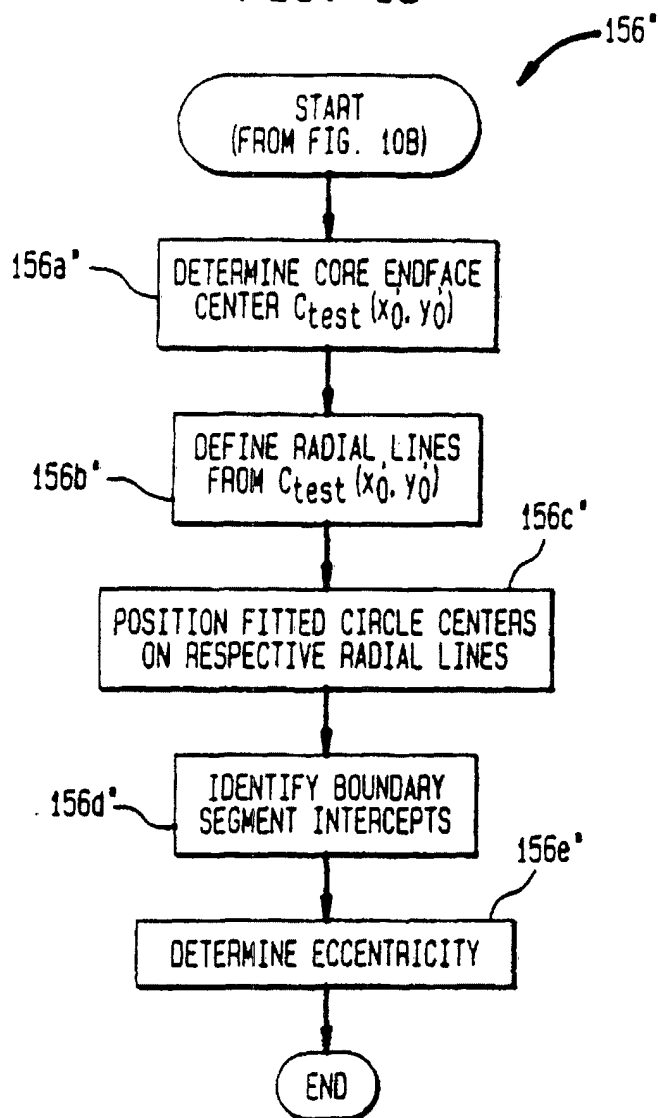 156"
START
(FROM FIG. 10B)
156a"
DETERMINE CORE ENDFACE
CENTER Ctest (x'0, y'0)
156b"
DEFINE RADIAL LINES
FROM Ctest (x'0, y'0)
156c"
POSITION FITTED CIRCLE CENTERS
ON RESPECTIVE RADIAL LINES
156d"
IDENTIFY BOUNDARY
SEGMENT INTERCEPTS
156e"
DETERMINE ECCENTRICITY
END